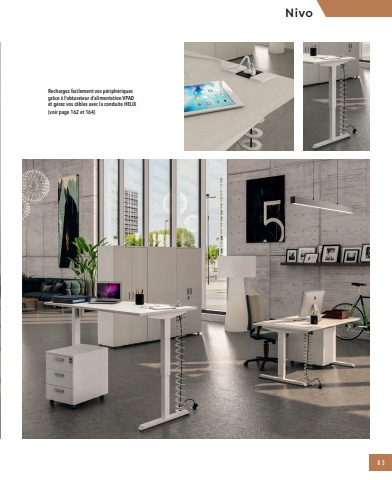 Nivo
Rechargez facilement vos périphériques
grâce à l'obturateur d'alimentation VPAD
et gérez vos câbles avec la conduite HELIX
(voir page 162 et 164)
5
63